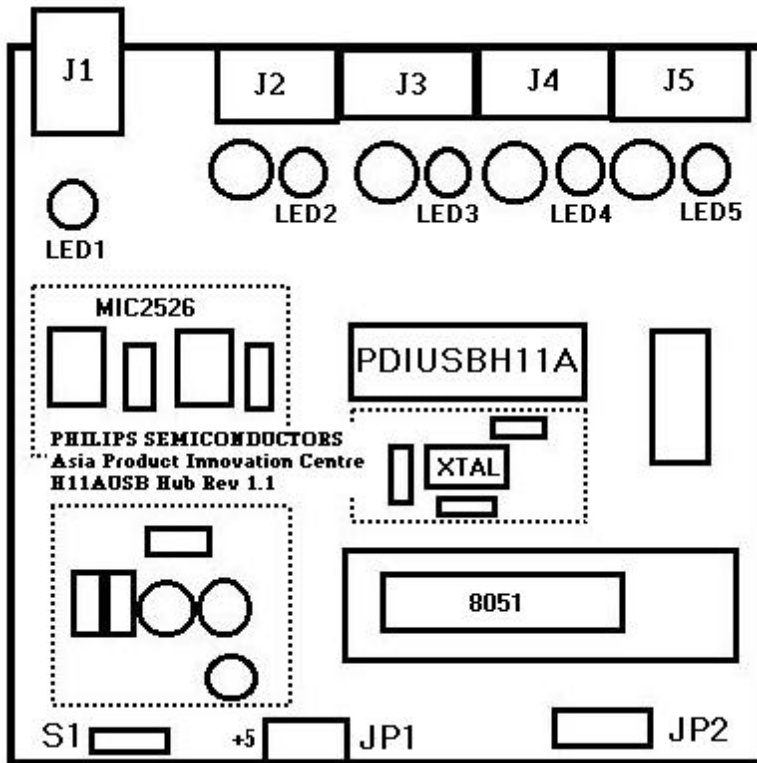 J1
J2 J3 J4 J5
LED2 LED3 LED4 LED5
LED1
MIC2526
PDIUSBH11A
PHILIPS SEMICONDUCTORS
Asia Product Innovation Centre
H11AUSB Hub Rev 1.1
XTAL
8051
S1 +5 JP1 JP2